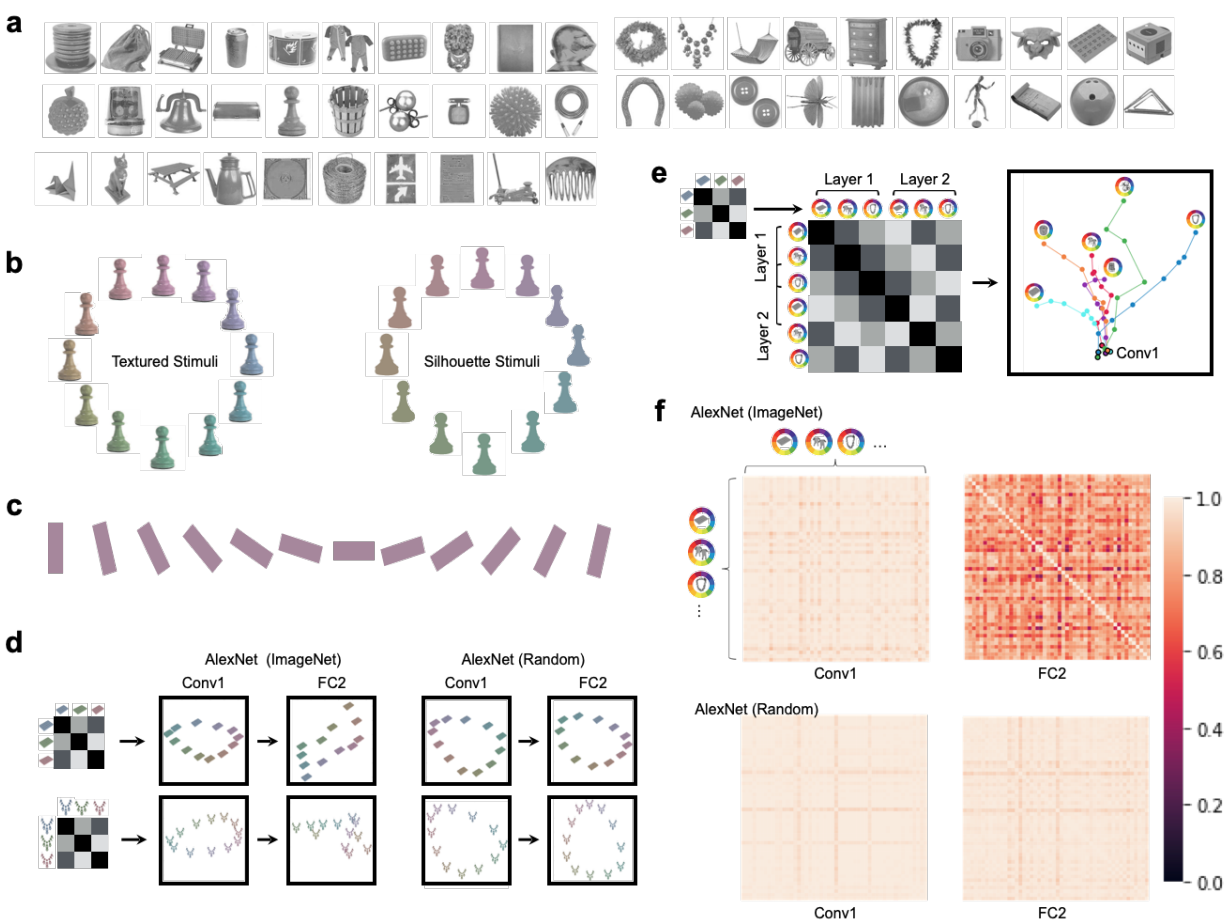 a
b
Textured Stimuli
Silhouette Stimuli
c
d
AlexNet (ImageNet)
AlexNet (Random)
Conv1
FC2
Conv1
FC2
e
Layer 1
Layer 2
Layer 1
Layer 2
Conv1
f
AlexNet (ImageNet)
...
...
Conv1
FC2
AlexNet (Random)
Conv1
FC2
1.0
0.8
0.6
0.4
0.2
0.0